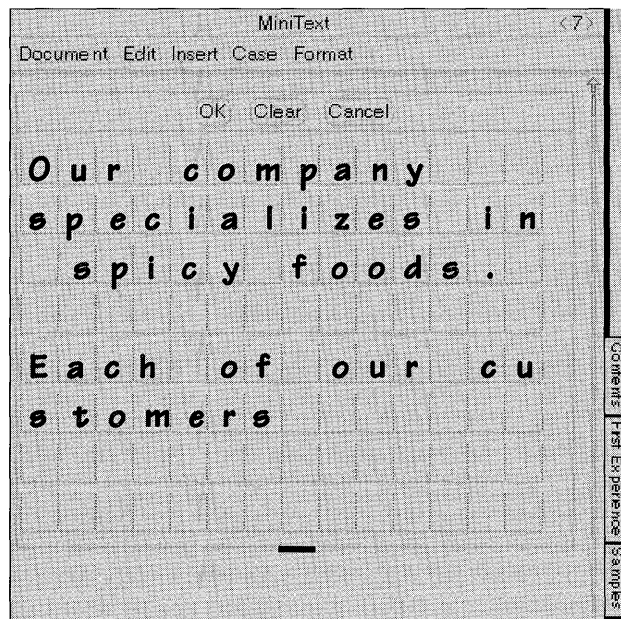 MiniText <7>
Document Edit Insert Case Format
OK Clear Cancel
Our company
specializes in
spicy foods.
Each of our cu
stomers
Contents
First Experience
Samples